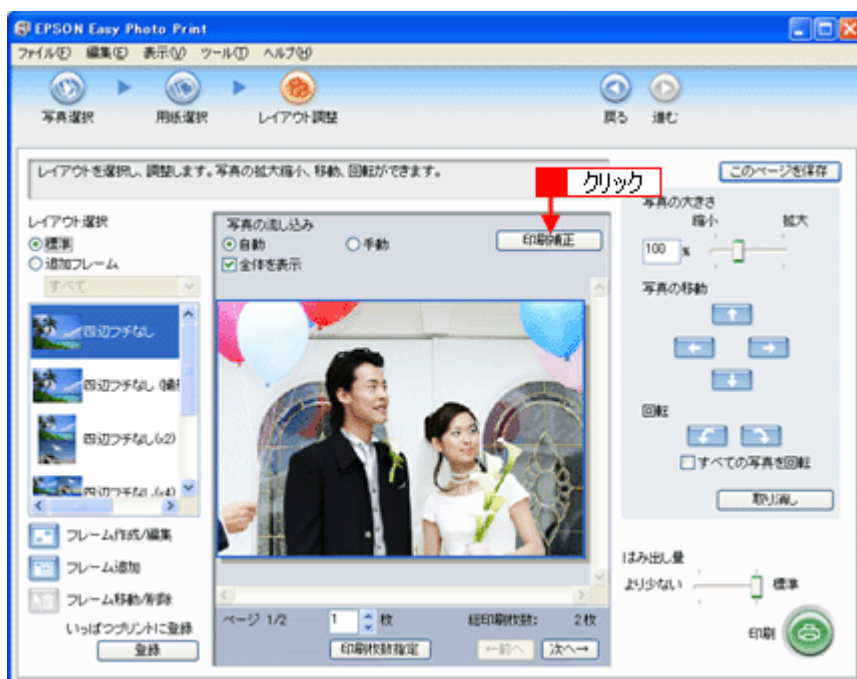 EPSON Easy Photo Print
ファイル(F) 編集(E) 表示(V) ツール(T) ヘルプ(H)
写真選択 用紙選択 レイアウト調整 戻る 進む
レイアウトを選択し、調整します。写真の拡大縮小、移動、回転ができます。
このページを保存
クリック
レイアウト選択
標準
追加フレーム
すべて
四辺フチなし
四辺フチなし
四辺フチなし(x2)
四辺フチなし(x4)
フレーム作成/編集
フレーム追加
フレーム移動/削除
いっぱつプリントに登録
登録
写真の流し込み
自動 手動
印刷補正
全体を表示
ページ 1/2 1 枚 総印刷枚数: 2枚
印刷枚数指定 ←前へ 次へ→
写真の大きさ
縮小 拡大
100 %
写真の移動
回転
すべての写真を回転
取り消し
はみ出し量
より少ない 標準
印刷